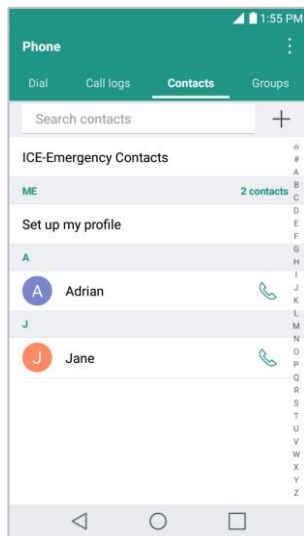 1:55 PM
Phone
Dial Call logs Contacts Groups
Search contacts
ICE-Emergency Contacts
ME 2 contacts
Set up my profile
A
A Adrian
J
J Jane
☆
#
A
B
C
D
E
F
G
H
I
J
K
L
M
N
O
P
Q
R
S
T
U
V
W
X
Y
Z